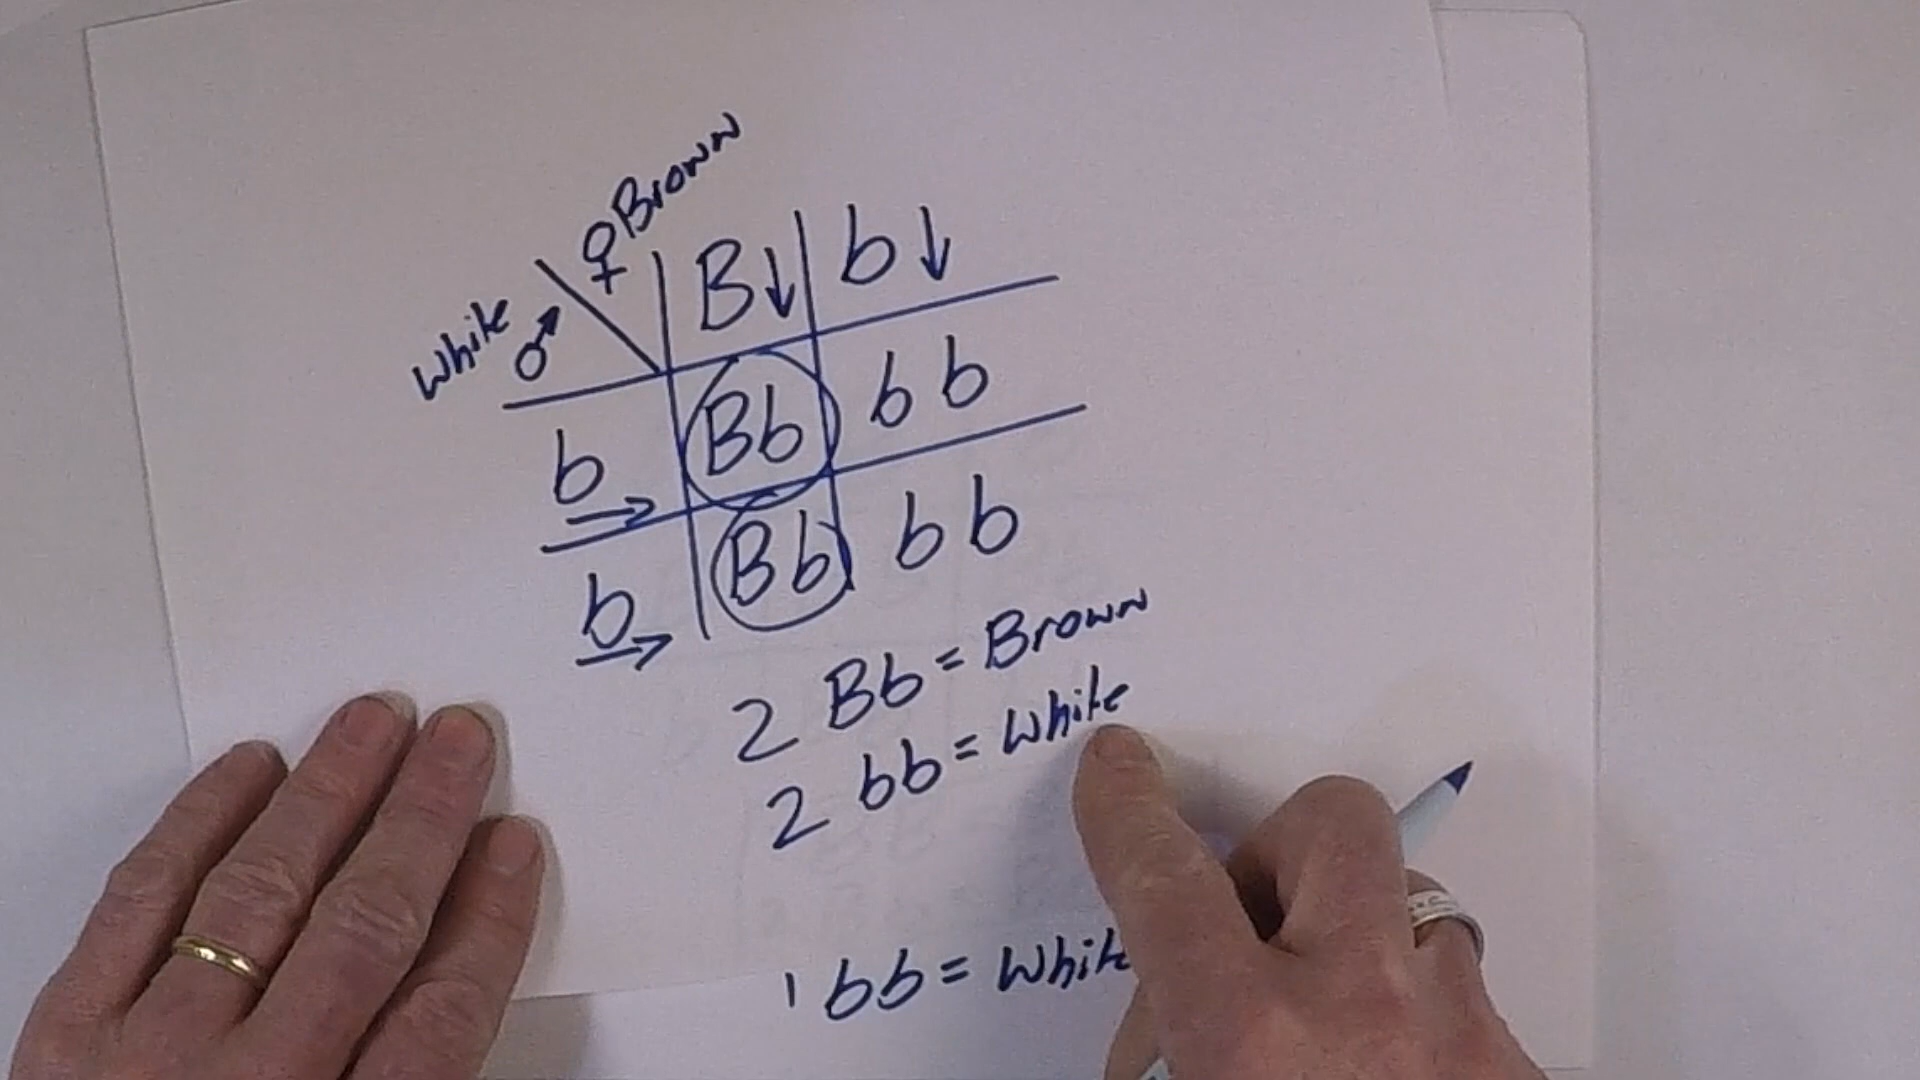 ♀ Brown
White ♂
B↓ b↓
b → Bb bb
b → Bb bb
2 Bb = Brown
2 bb = White
1 bb = White